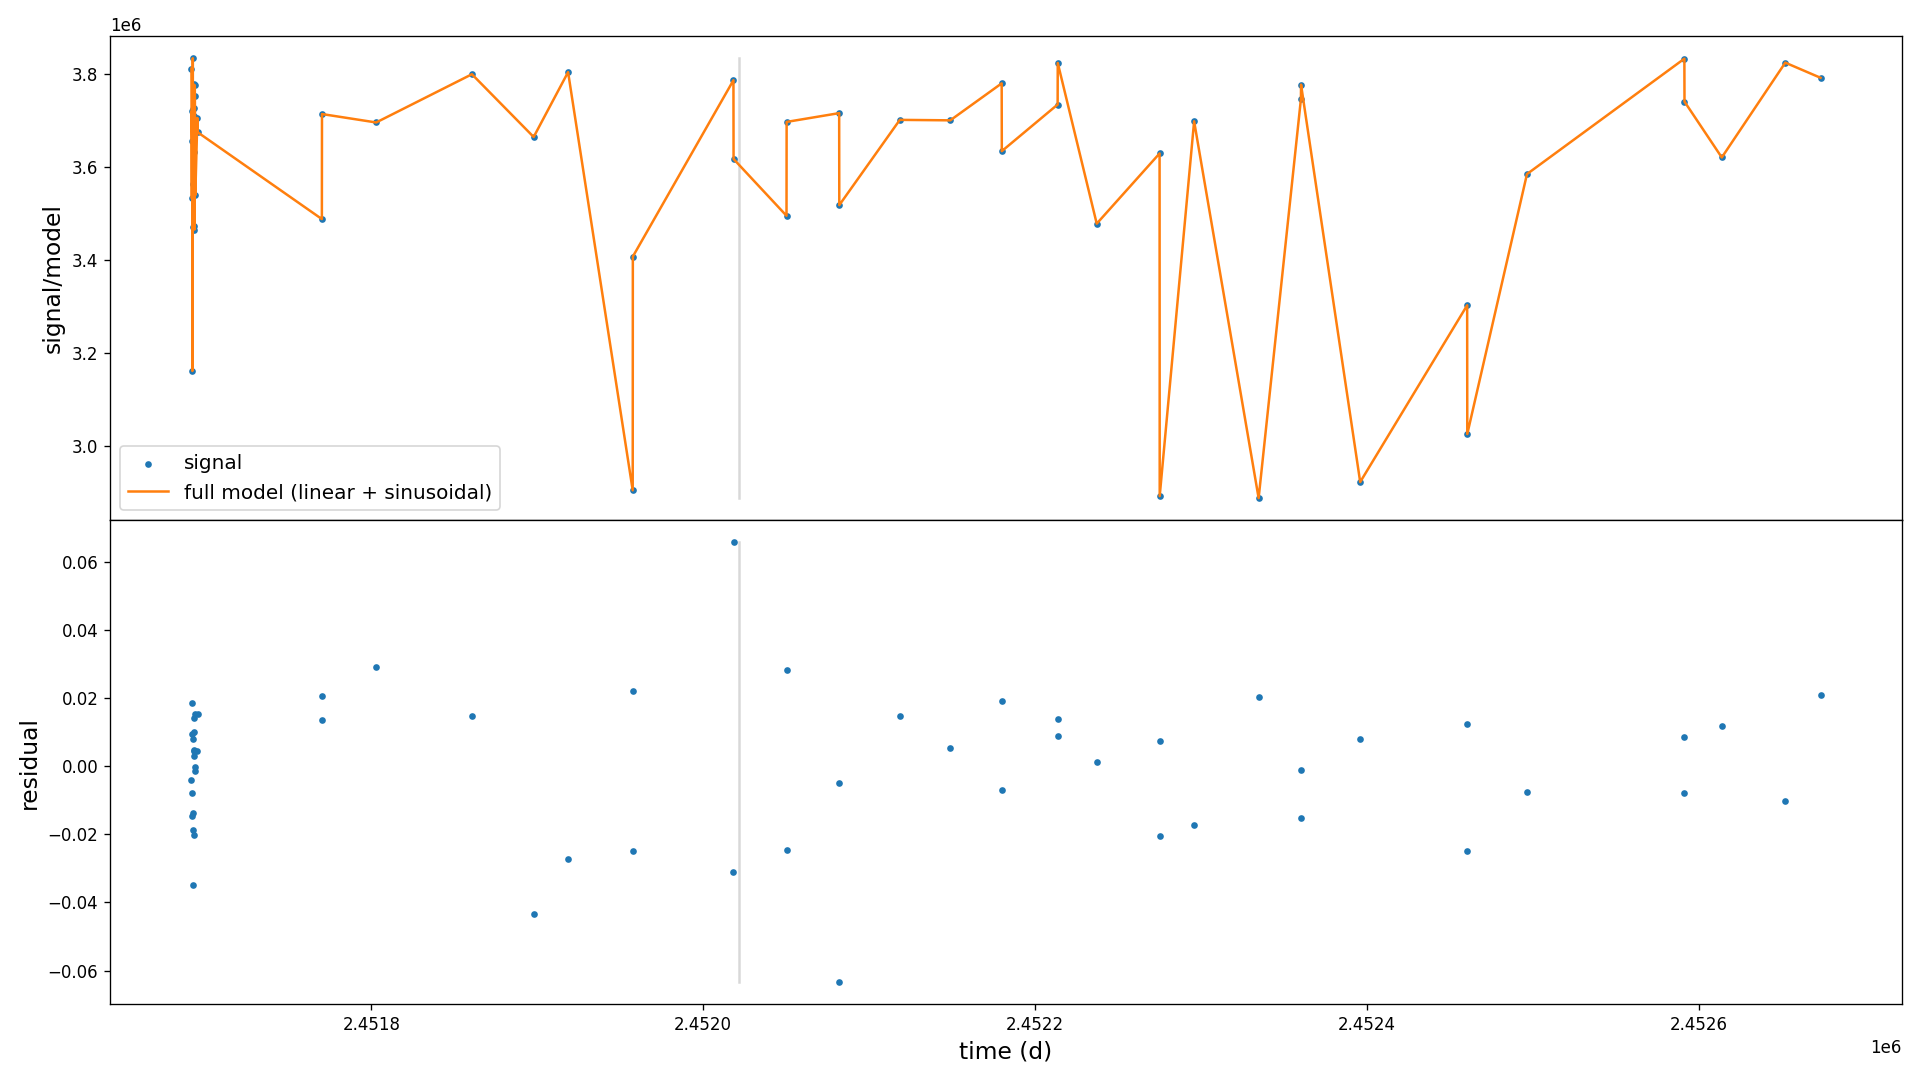 1e6
3.8
3.6
3.4
3.2
3.0
signal/model
signal
full model (linear + sinusoidal)
0.06
0.04
0.02
0.00
−0.02
−0.04
−0.06
residual
2.4518
2.4520
2.4522
2.4524
2.4526
time (d)
1e6